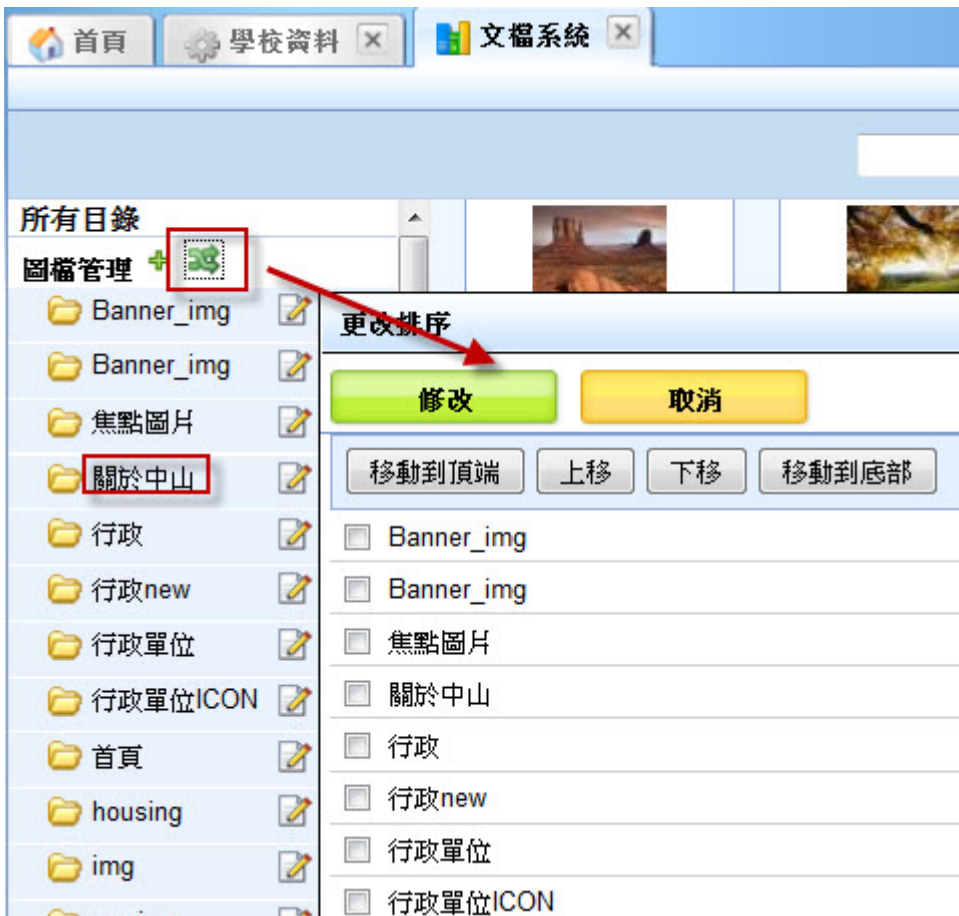 首頁 學校資料 文檔系統
所有目錄
圖檔管理
Banner_img
Banner_img
焦點圖片
關於中山
行政
行政new
行政單位
行政單位ICON
首頁
housing
img
更改排序
修改 取消
移動到頂端 上移 下移 移動到底部
Banner_img
Banner_img
焦點圖片
關於中山
行政
行政new
行政單位
行政單位ICON